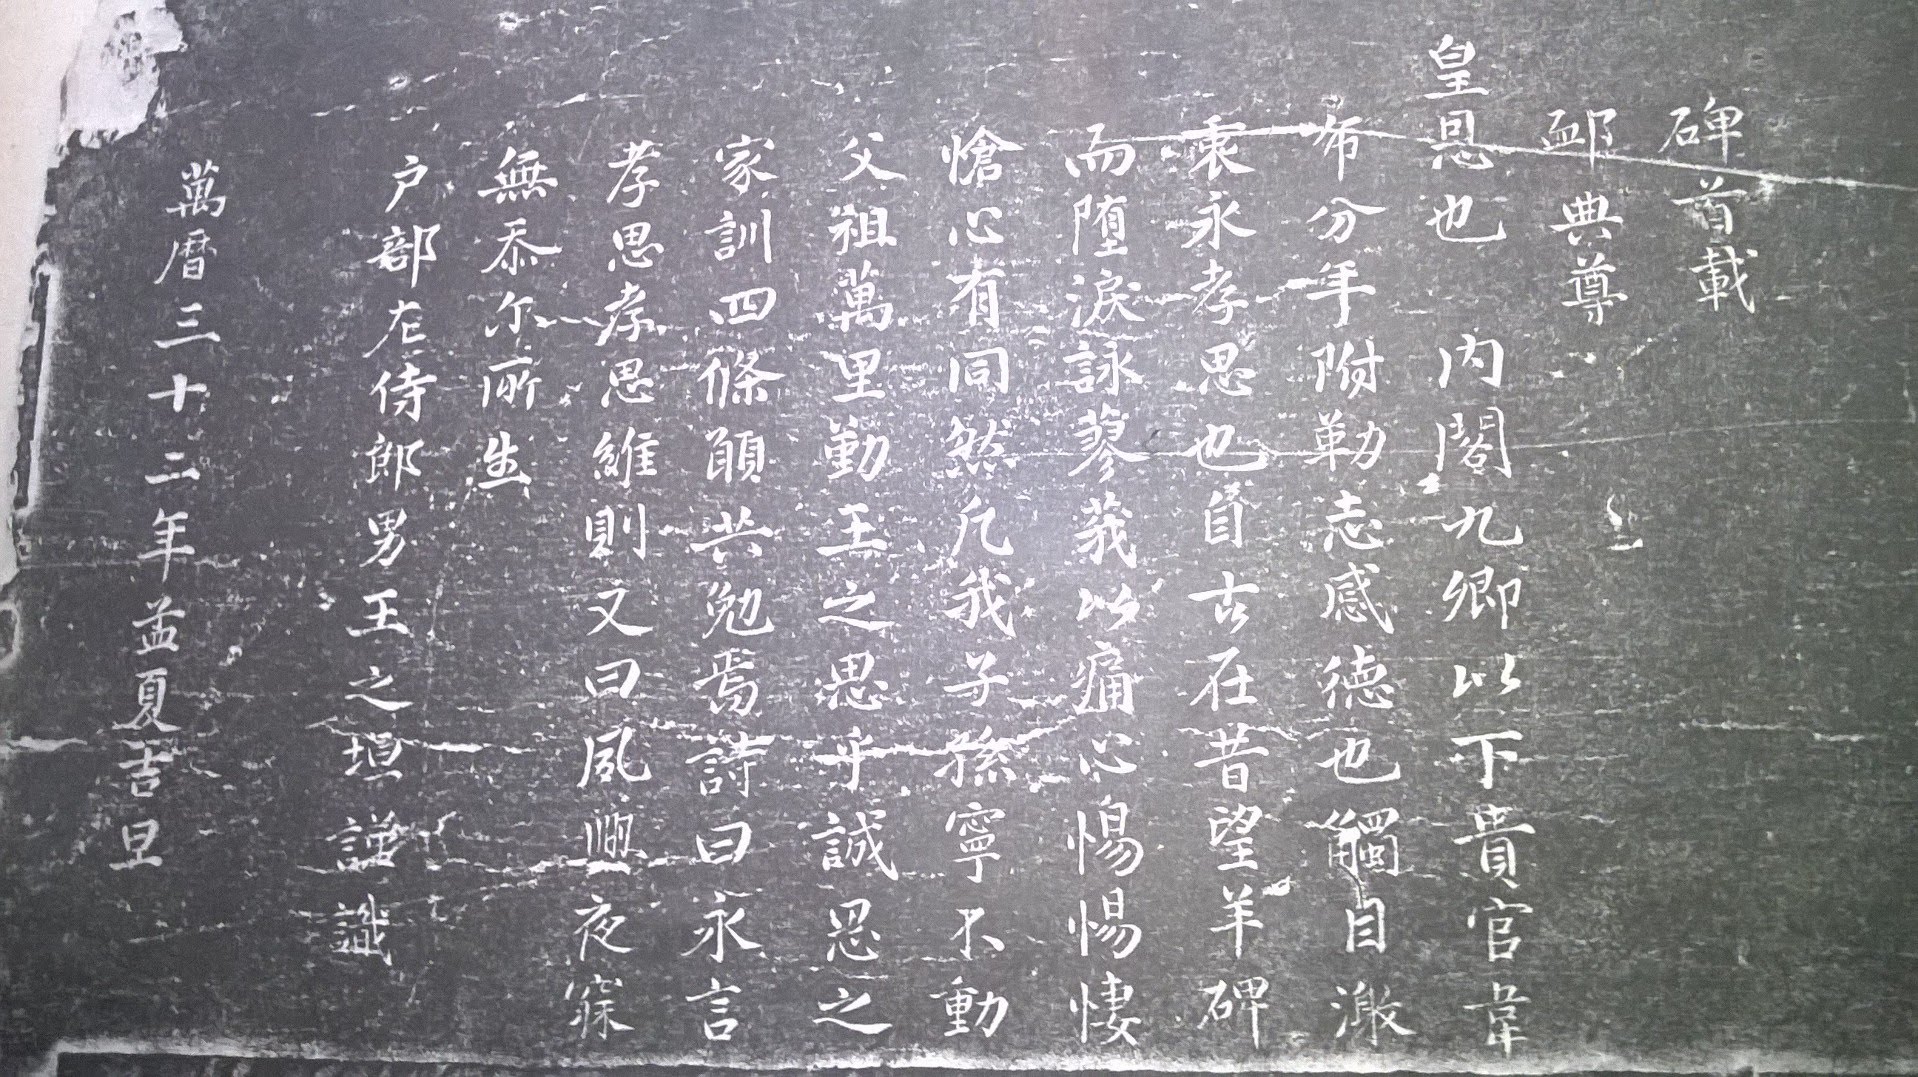 碑首載
卹典尊
皇恩也 内閣九卿以下貴官韋
布分手附勒志感德也觸目激
衷永孝思也自古在昔望羊碑
而墮淚詠蓼莪以痛心惕惕悽
愴心有同然凡我子孫寧不動
父祖萬里勤王之思乎誠思之
家訓四條願共勉焉詩曰永言
孝思孝思維則又曰夙興夜寐
無忝尔所生
户部左侍郎男王之垣謹識
萬曆三十二年孟夏吉旦